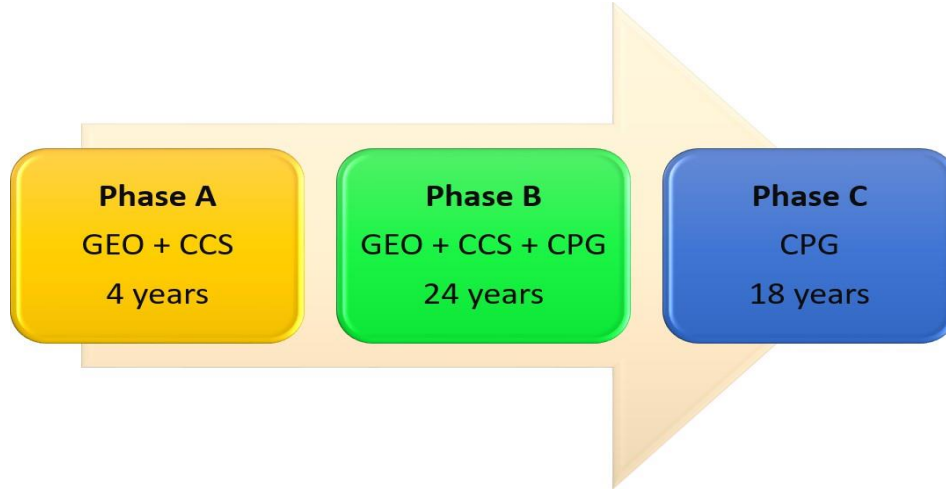 Phase A
GEO + CCS
4 years
Phase B
GEO + CCS + CPG
24 years
Phase C
CPG
18 years